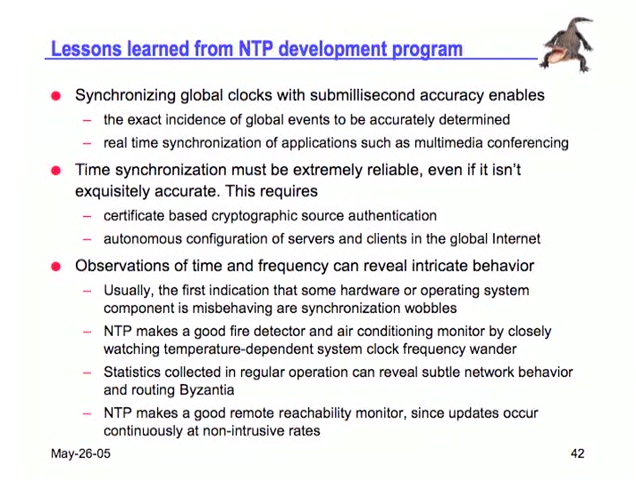 Lessons learned from NTP development program
Synchronizing global clocks with submillisecond accuracy enables
– the exact incidence of global events to be accurately determined
– real time synchronization of applications such as multimedia conferencing
Time synchronization must be extremely reliable, even if it isn't
exquisitely accurate. This requires
– certificate based cryptographic source authentication
– autonomous configuration of servers and clients in the global Internet
Observations of time and frequency can reveal intricate behavior
– Usually, the first indication that some hardware or operating system
component is misbehaving are synchronization wobbles
– NTP makes a good fire detector and air conditioning monitor by closely
watching temperature-dependent system clock frequency wander
– Statistics collected in regular operation can reveal subtle network behavior
and routing Byzantia
– NTP makes a good remote reachability monitor, since updates occur
continuously at non-intrusive rates
May-26-05 42